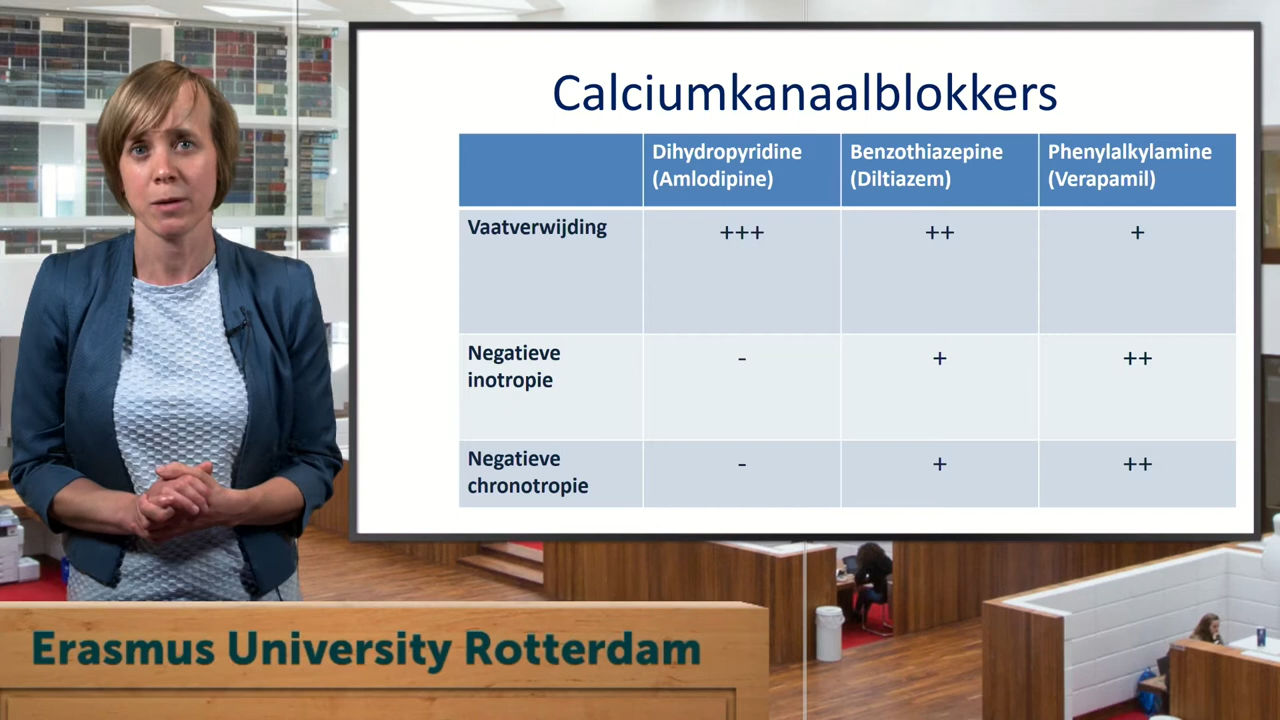 Calciumkanaalblokkers
Dihydropyridine
(Amlodipine)
Benzothiazepine
(Diltiazem)
Phenylalkylamine
(Verapamil)
Vaatverwijding
+++
++
+
Negatieve
inotropie
-
+
++
Negatieve
chronotropie
-
+
++
Erasmus University Rotterdam